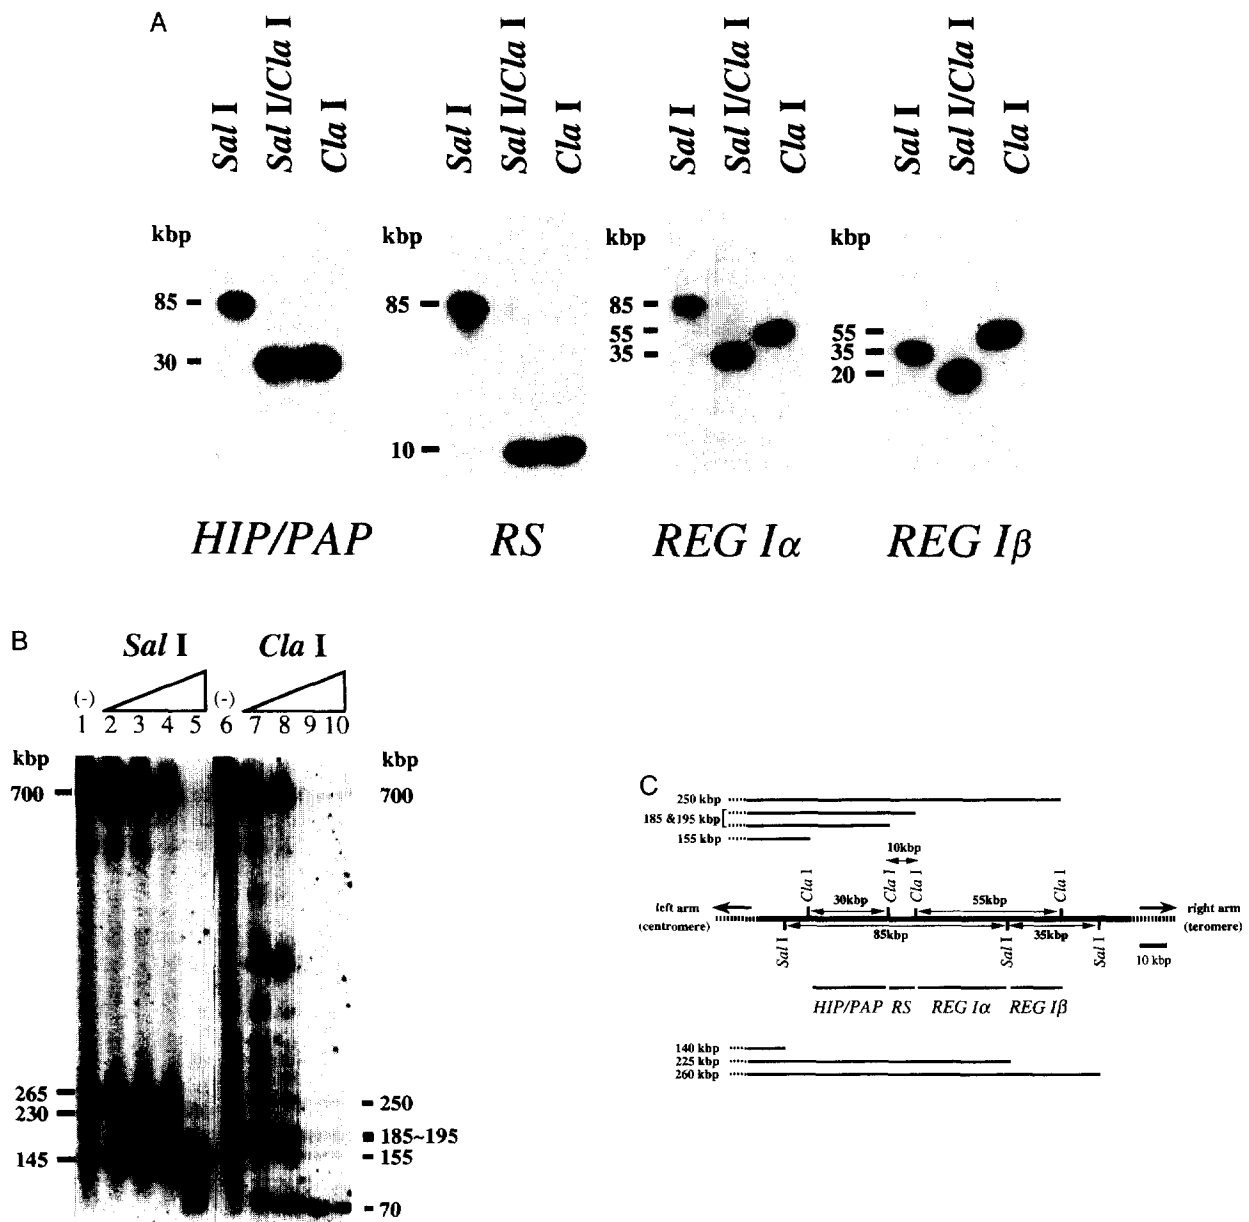 A
Sal I
Sal I/Cla I
Cla I
Sal I
Sal I/Cla I
Cla I
Sal I
Sal I/Cla I
Cla I
Sal I
Sal I/Cla I
Cla I
kbp
85
30
kbp
85
10
kbp
85
55
35
kbp
55
35
20
HIP/PAP
RS
REG Iα
REG Iβ
B
Sal I
Cla I
(-)
(-)
1 2 3 4 5 6 7 8 9 10
kbp
kbp
700
700
265
230
145
250
185~195
155
70
C
250 kbp
185 &195 kbp
155 kbp
10kbp
Cla I
Cla I
Cla I
Cla I
30kbp
55kbp
left arm
(centromere)
right arm
(teromere)
85kbp
35kbp
Sal I
Sal I
Sal I
10 kbp
HIP/PAP RS REG Iα REG Iβ
140 kbp
225 kbp
260 kbp